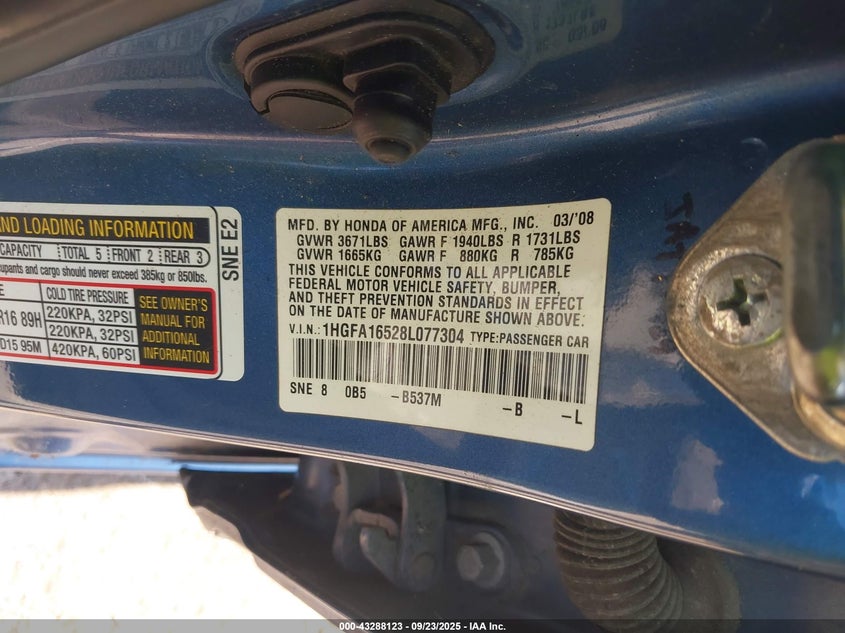 AND LOADING INFORMATION
CAPACITY TOTAL 5 FRONT 2 REAR 3
upants and cargo should never exceed 385kg or 850lbs.
E COLD TIRE PRESSURE
R16 89H 220KPA, 32PSI
220KPA, 32PSI
D15 95M 420KPA, 60PSI
SEE OWNER'S
MANUAL FOR
ADDITIONAL
INFORMATION
SNE E2
MFD. BY HONDA OF AMERICA MFG., INC. 03/'08
GVWR 3671LBS GAWR F 1940LBS R 1731LBS
GVWR 1665KG GAWR F 880KG R 785KG
THIS VEHICLE CONFORMS TO ALL APPLICABLE
FEDERAL MOTOR VEHICLE SAFETY, BUMPER,
AND THEFT PREVENTION STANDARDS IN EFFECT
ON THE DATE OF MANUFACTURE SHOWN ABOVE:
V.I.N.: 1HGFA16528L077304 TYPE:PASSENGER CAR
SNE 8 0B5 -B537M -B -L
000-43288123 - 09/23/2025 - IAA Inc.